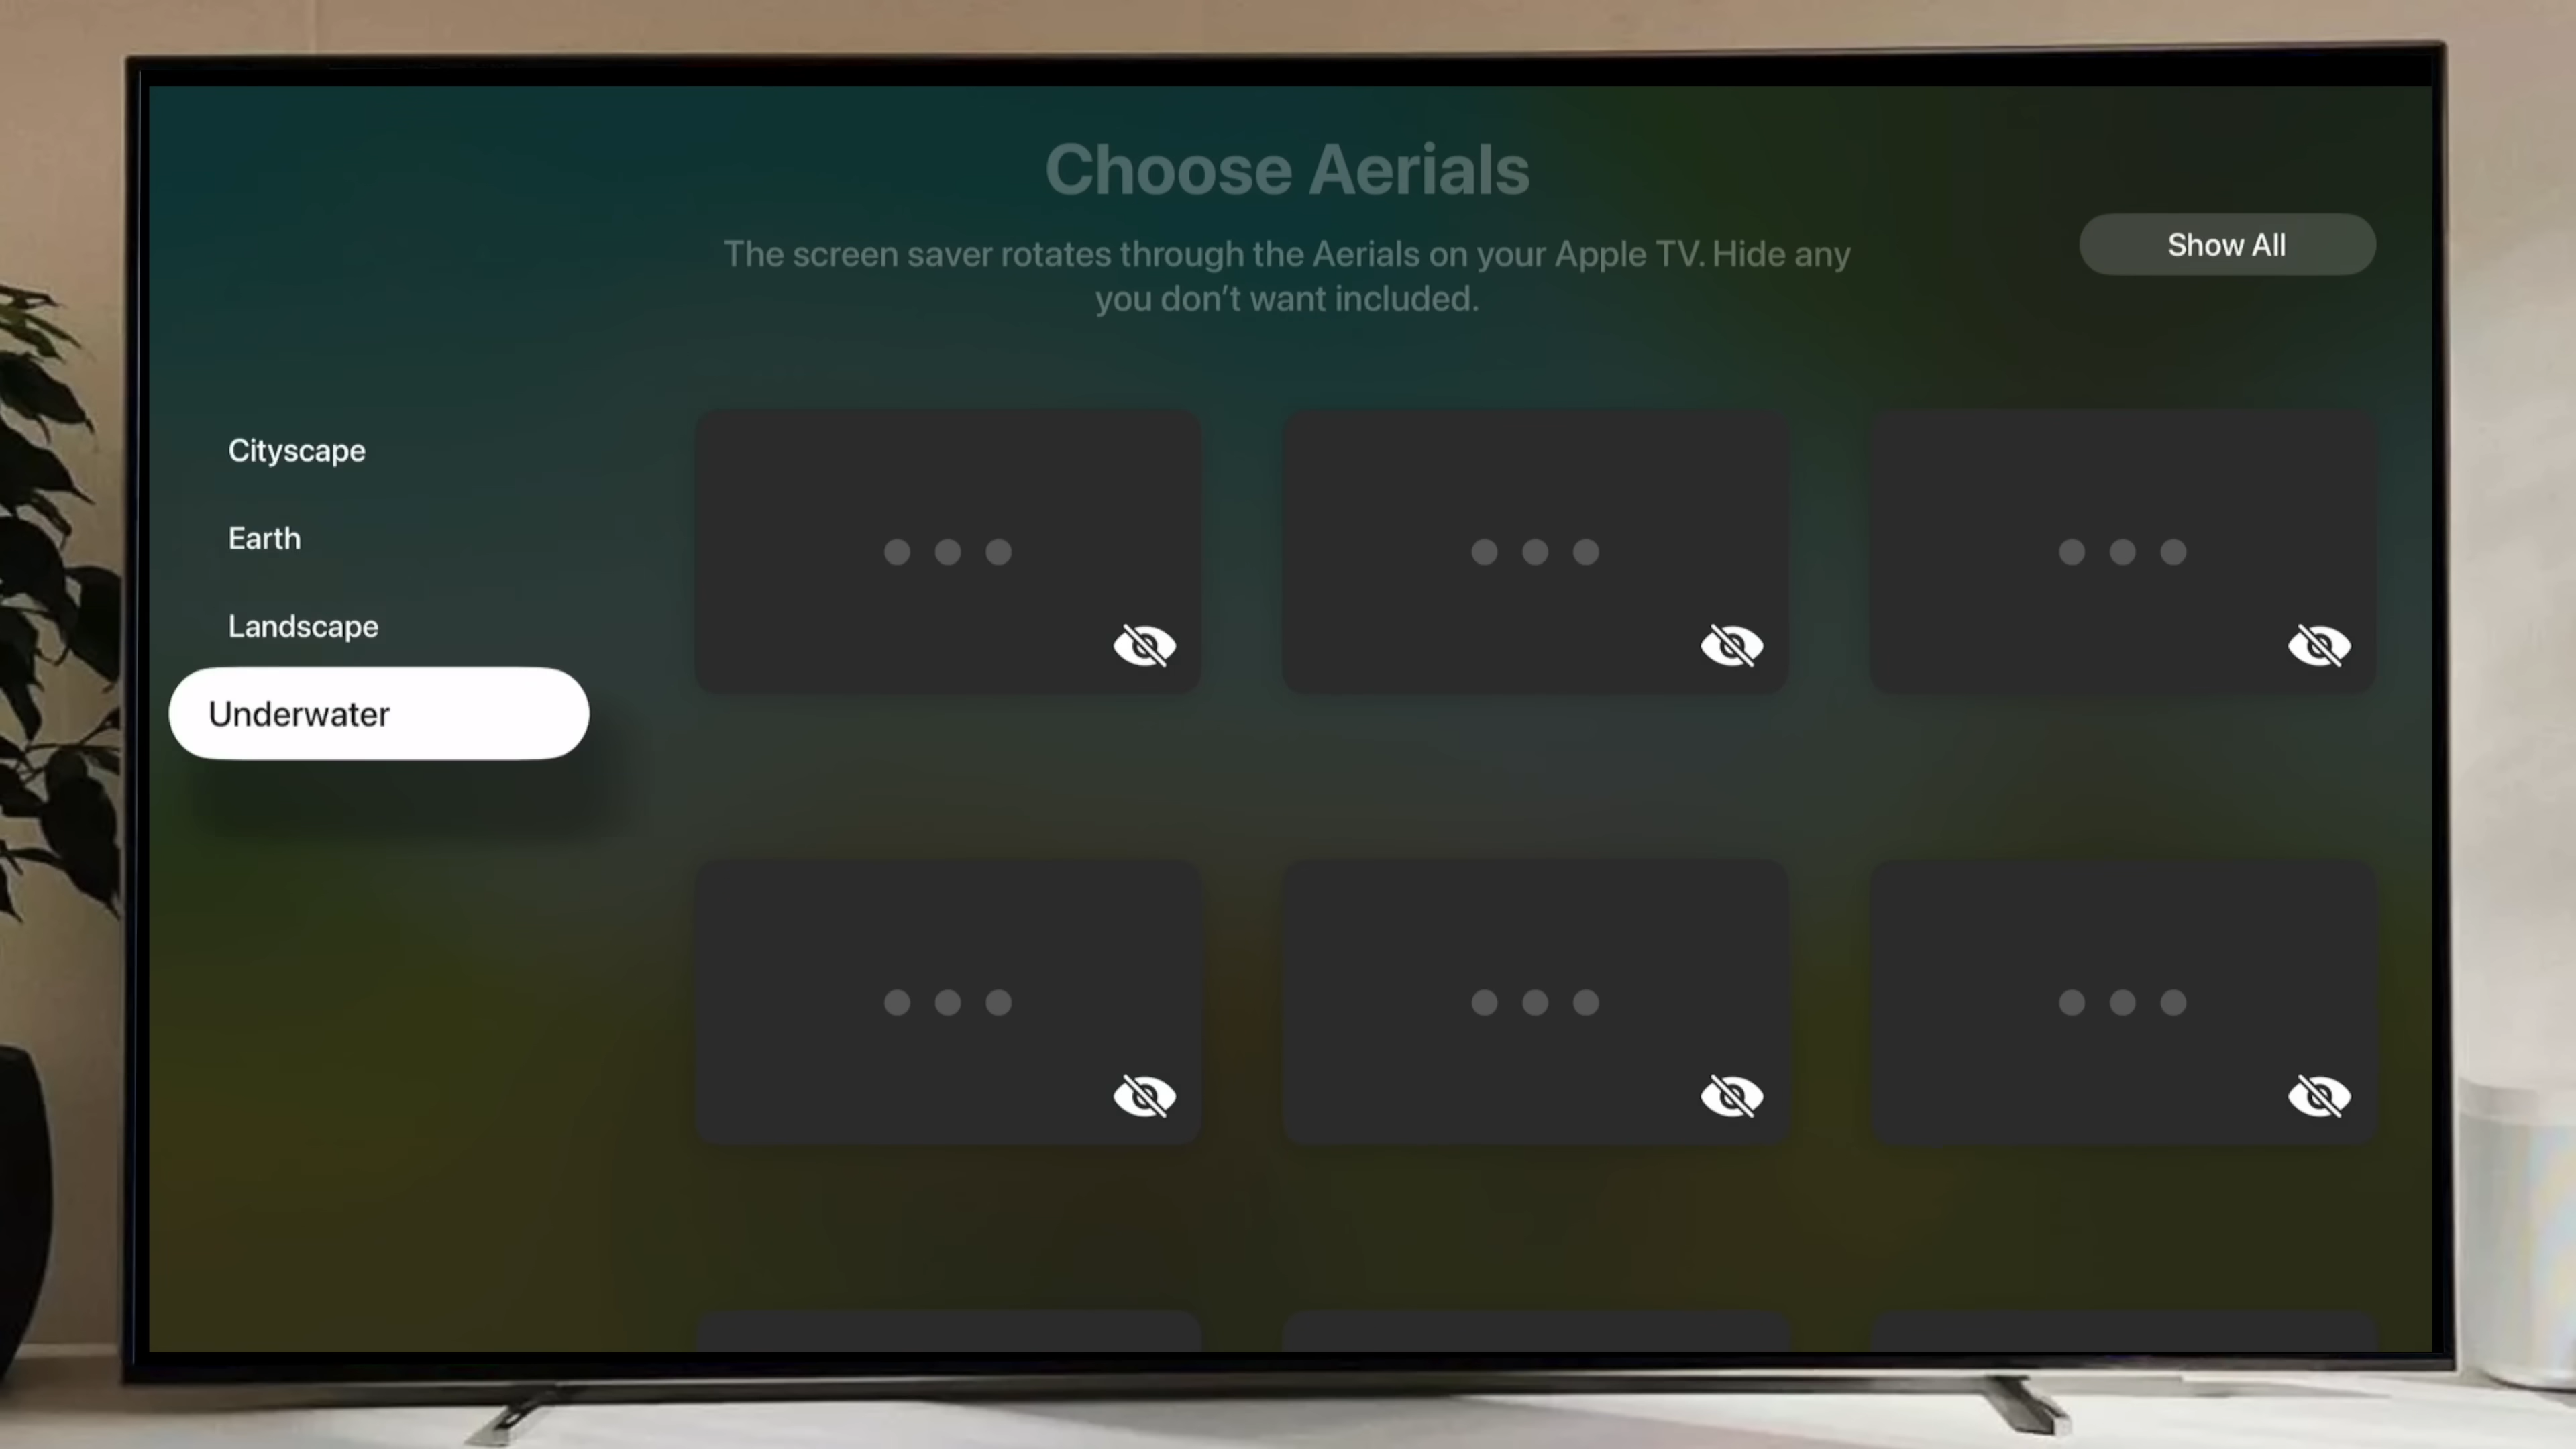 Choose Aerials
The screen saver rotates through the Aerials on your Apple TV. Hide any
you don’t want included.
Show All
Cityscape
Earth
Landscape
Underwater